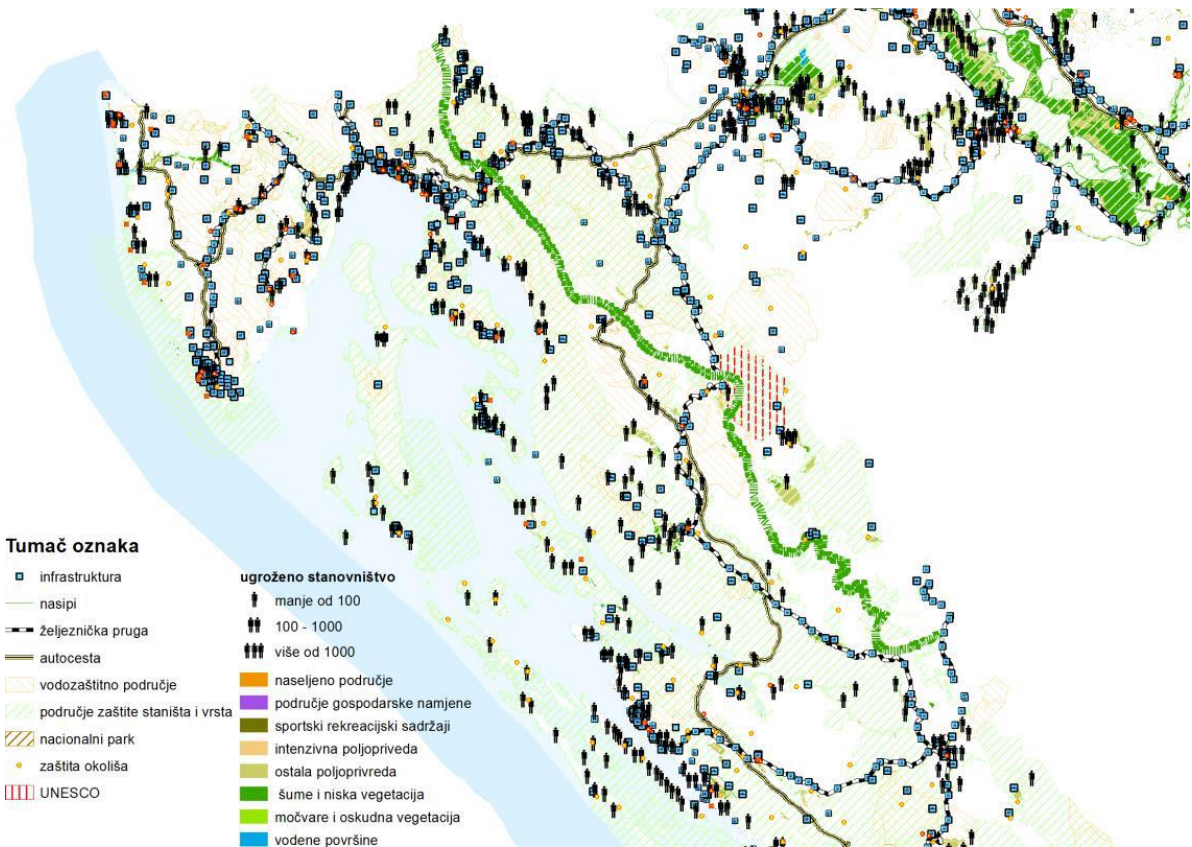 Tumač oznaka
infrastruktura
nasipi
željeznička pruga
autocesta
vodozaštitno područje
područje zaštite staništa i vrsta
nacionalni park
zaštita okoliša
UNESCO
ugroženo stanovništvo
manje od 100
100 - 1000
više od 1000
naseljeno područje
područje gospodarske namjene
sportski rekreacijski sadržaji
intenzivna poljopriveda
ostala poljoprivreda
šume i niska vegetacija
močvare i oskudna vegetacija
vodene površine